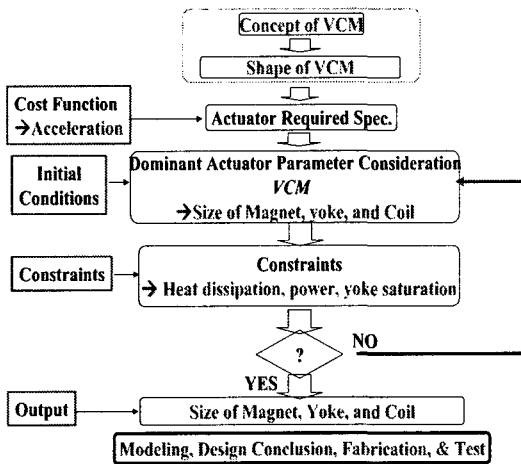 Concept of VCM
Shape of VCM
Cost Function
→Acceleration
Actuator Required Spec.
Initial
Conditions
Dominant Actuator Parameter Consideration
VCM
→Size of Magnet, yoke, and Coil
Constraints
Constraints
→ Heat dissipation, power, yoke saturation
?
NO
YES
Output
Size of Magnet, Yoke, and Coil
Modeling, Design Conclusion, Fabrication, & Test